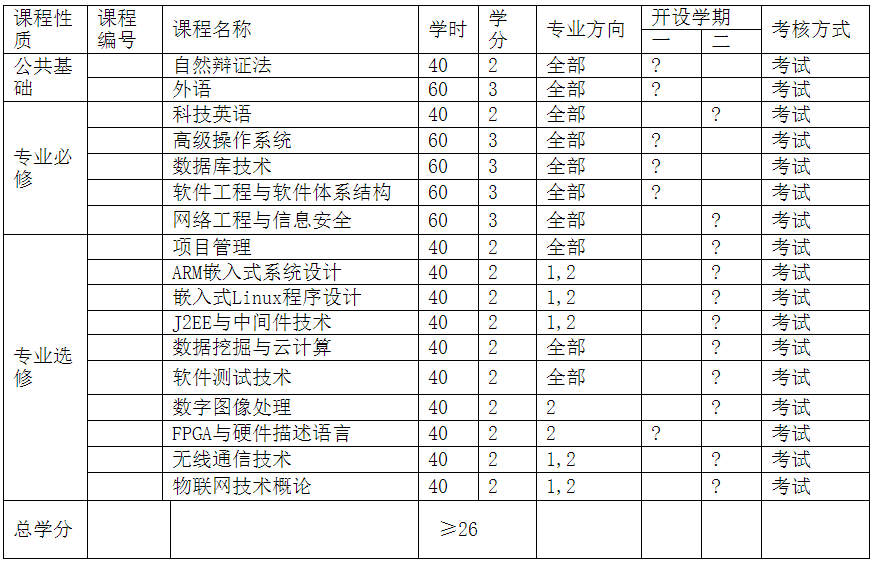 课程性质 课程编号 课程名称 学时 学分 专业方向 开设学期 考核方式
一 二
公共基础 自然辩证法 40 2 全部 ? 考试
外语 60 3 全部 ? 考试
专业必修 科技英语 40 2 全部 ? 考试
高级操作系统 60 3 全部 ? 考试
数据库技术 60 3 全部 ? 考试
软件工程与软件体系结构 60 3 全部 ? 考试
网络工程与信息安全 60 3 全部 ? 考试
专业选修 项目管理 40 2 全部 ? 考试
ARM嵌入式系统设计 40 2 1,2 ? 考试
嵌入式Linux程序设计 40 2 1,2 ? 考试
J2EE与中间件技术 40 2 1,2 ? 考试
数据挖掘与云计算 40 2 全部 ? 考试
软件测试技术 40 2 全部 ? 考试
数字图像处理 40 2 2 ? 考试
FPGA与硬件描述语言 40 2 2 ? 考试
无线通信技术 40 2 1,2 ? 考试
物联网技术概论 40 2 1,2 ? 考试
总学分 ≥26